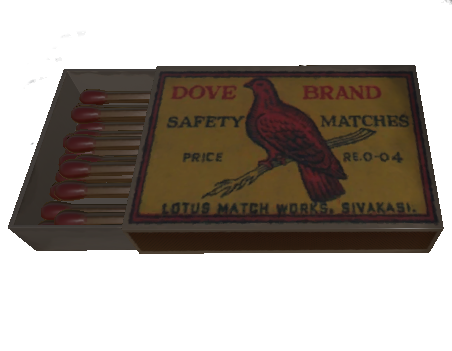 DOVE BRAND
SAFETY MATCHES
PRICE RE.0-04
LOTUS MATCH WORKS, SIVAKASI.